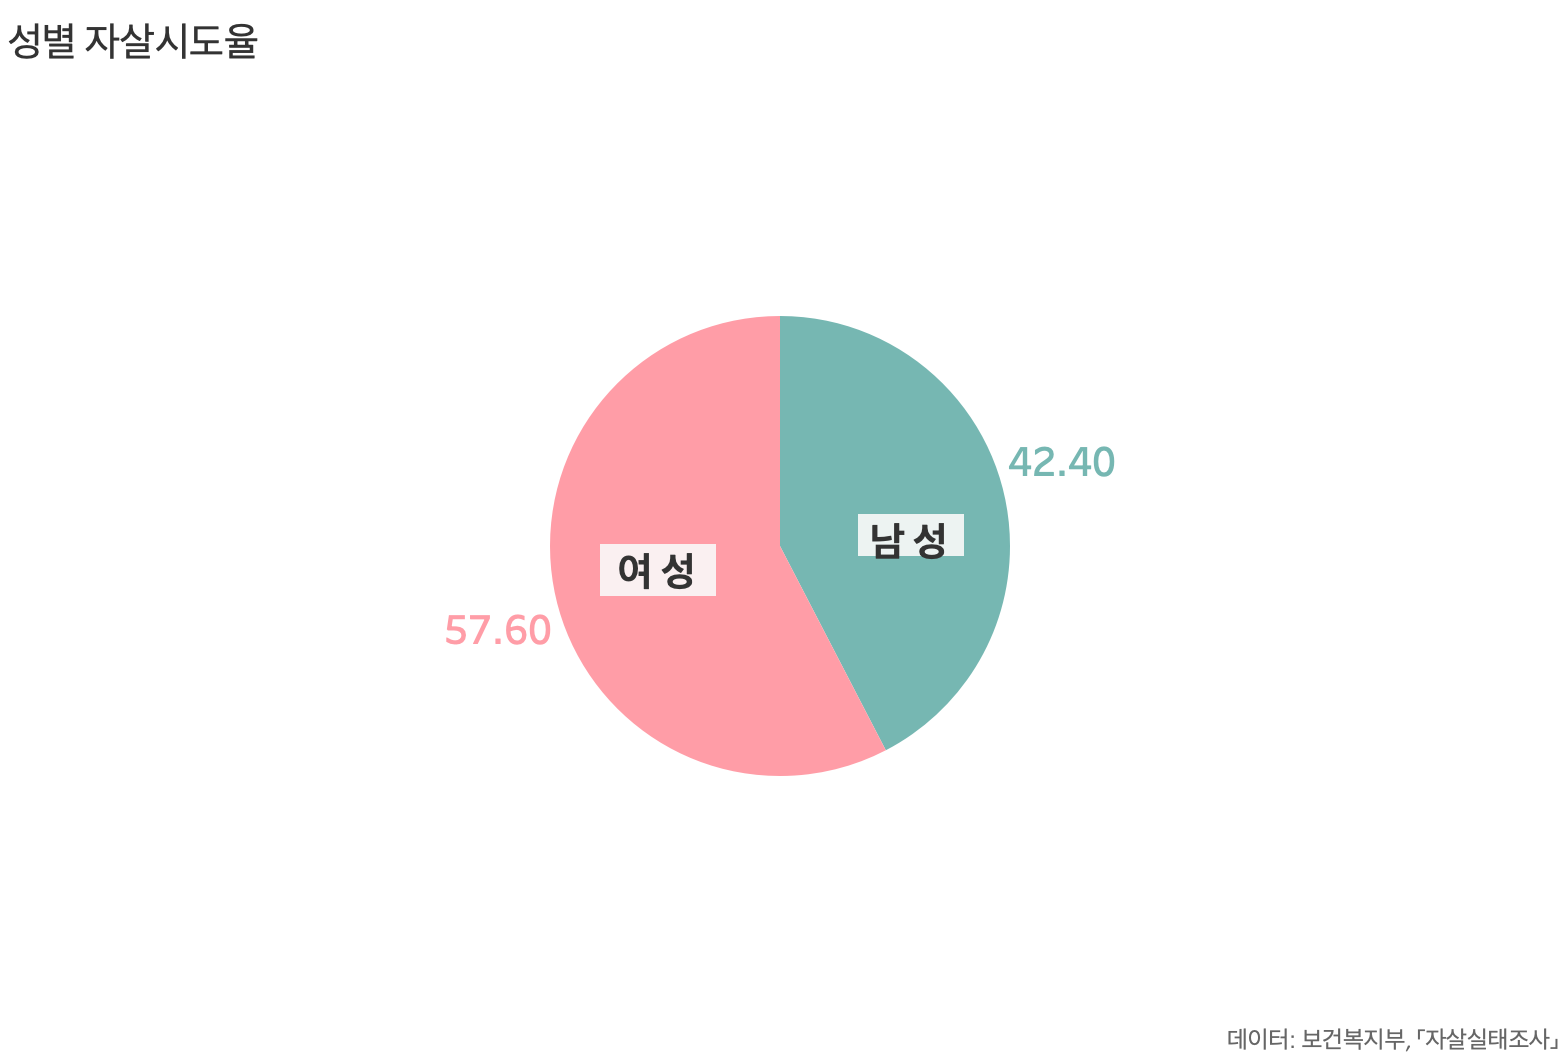 성별 자살시도율
42.40
남 성
여 성
57.60
데이터: 보건복지부, ｢자살실태조사｣